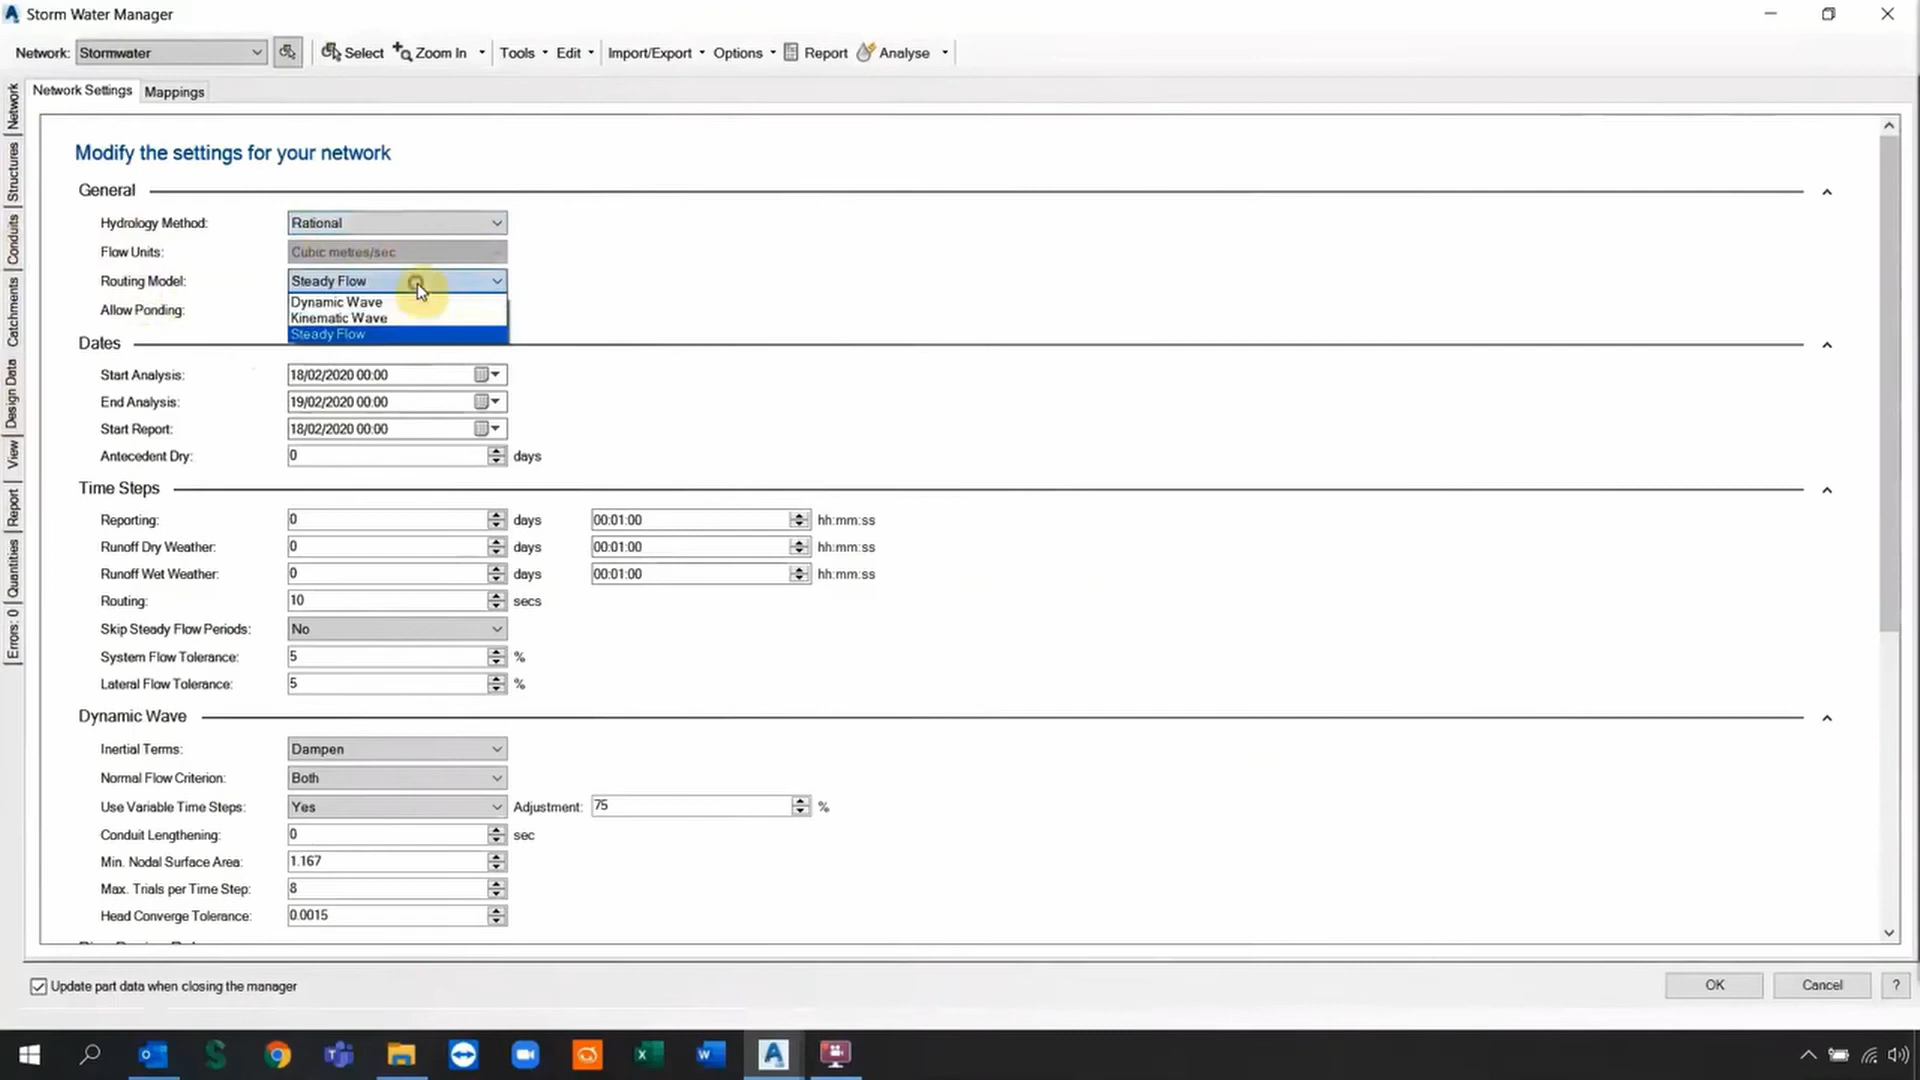 Storm Water Manager
Network: Stormwater Select Zoom In Tools Edit Import/Export Options Report Analyse
Network Settings Mappings
Network
Structures
Conduits
Catchments
Design Data
View
Report
Quantities
Errors: 0
Modify the settings for your network
General
Hydrology Method: Rational
Flow Units: Cubic metres/sec
Routing Model: Steady Flow
Dynamic Wave
Allow Ponding:
Kinematic Wave
Steady Flow
Dates
Start Analysis: 18/02/2020 00:00
End Analysis: 19/02/2020 00:00
Start Report: 18/02/2020 00:00
Antecedent Dry: 0 days
Time Steps
Reporting: 0 days 00:01:00 hh:mm:ss
Runoff Dry Weather: 0 days 00:01:00 hh:mm:ss
Runoff Wet Weather: 0 days 00:01:00 hh:mm:ss
Routing: 10 secs
Skip Steady Flow Periods: No
System Flow Tolerance: 5 %
Lateral Flow Tolerance: 5 %
Dynamic Wave
Inertial Terms: Dampen
Normal Flow Criterion: Both
Use Variable Time Steps: Yes Adjustment: 75 %
Conduit Lengthening: 0 sec
Min. Nodal Surface Area: 1.167
Max. Trials per Time Step: 8
Head Converge Tolerance: 0.0015
Update part data when closing the manager
OK Cancel ?